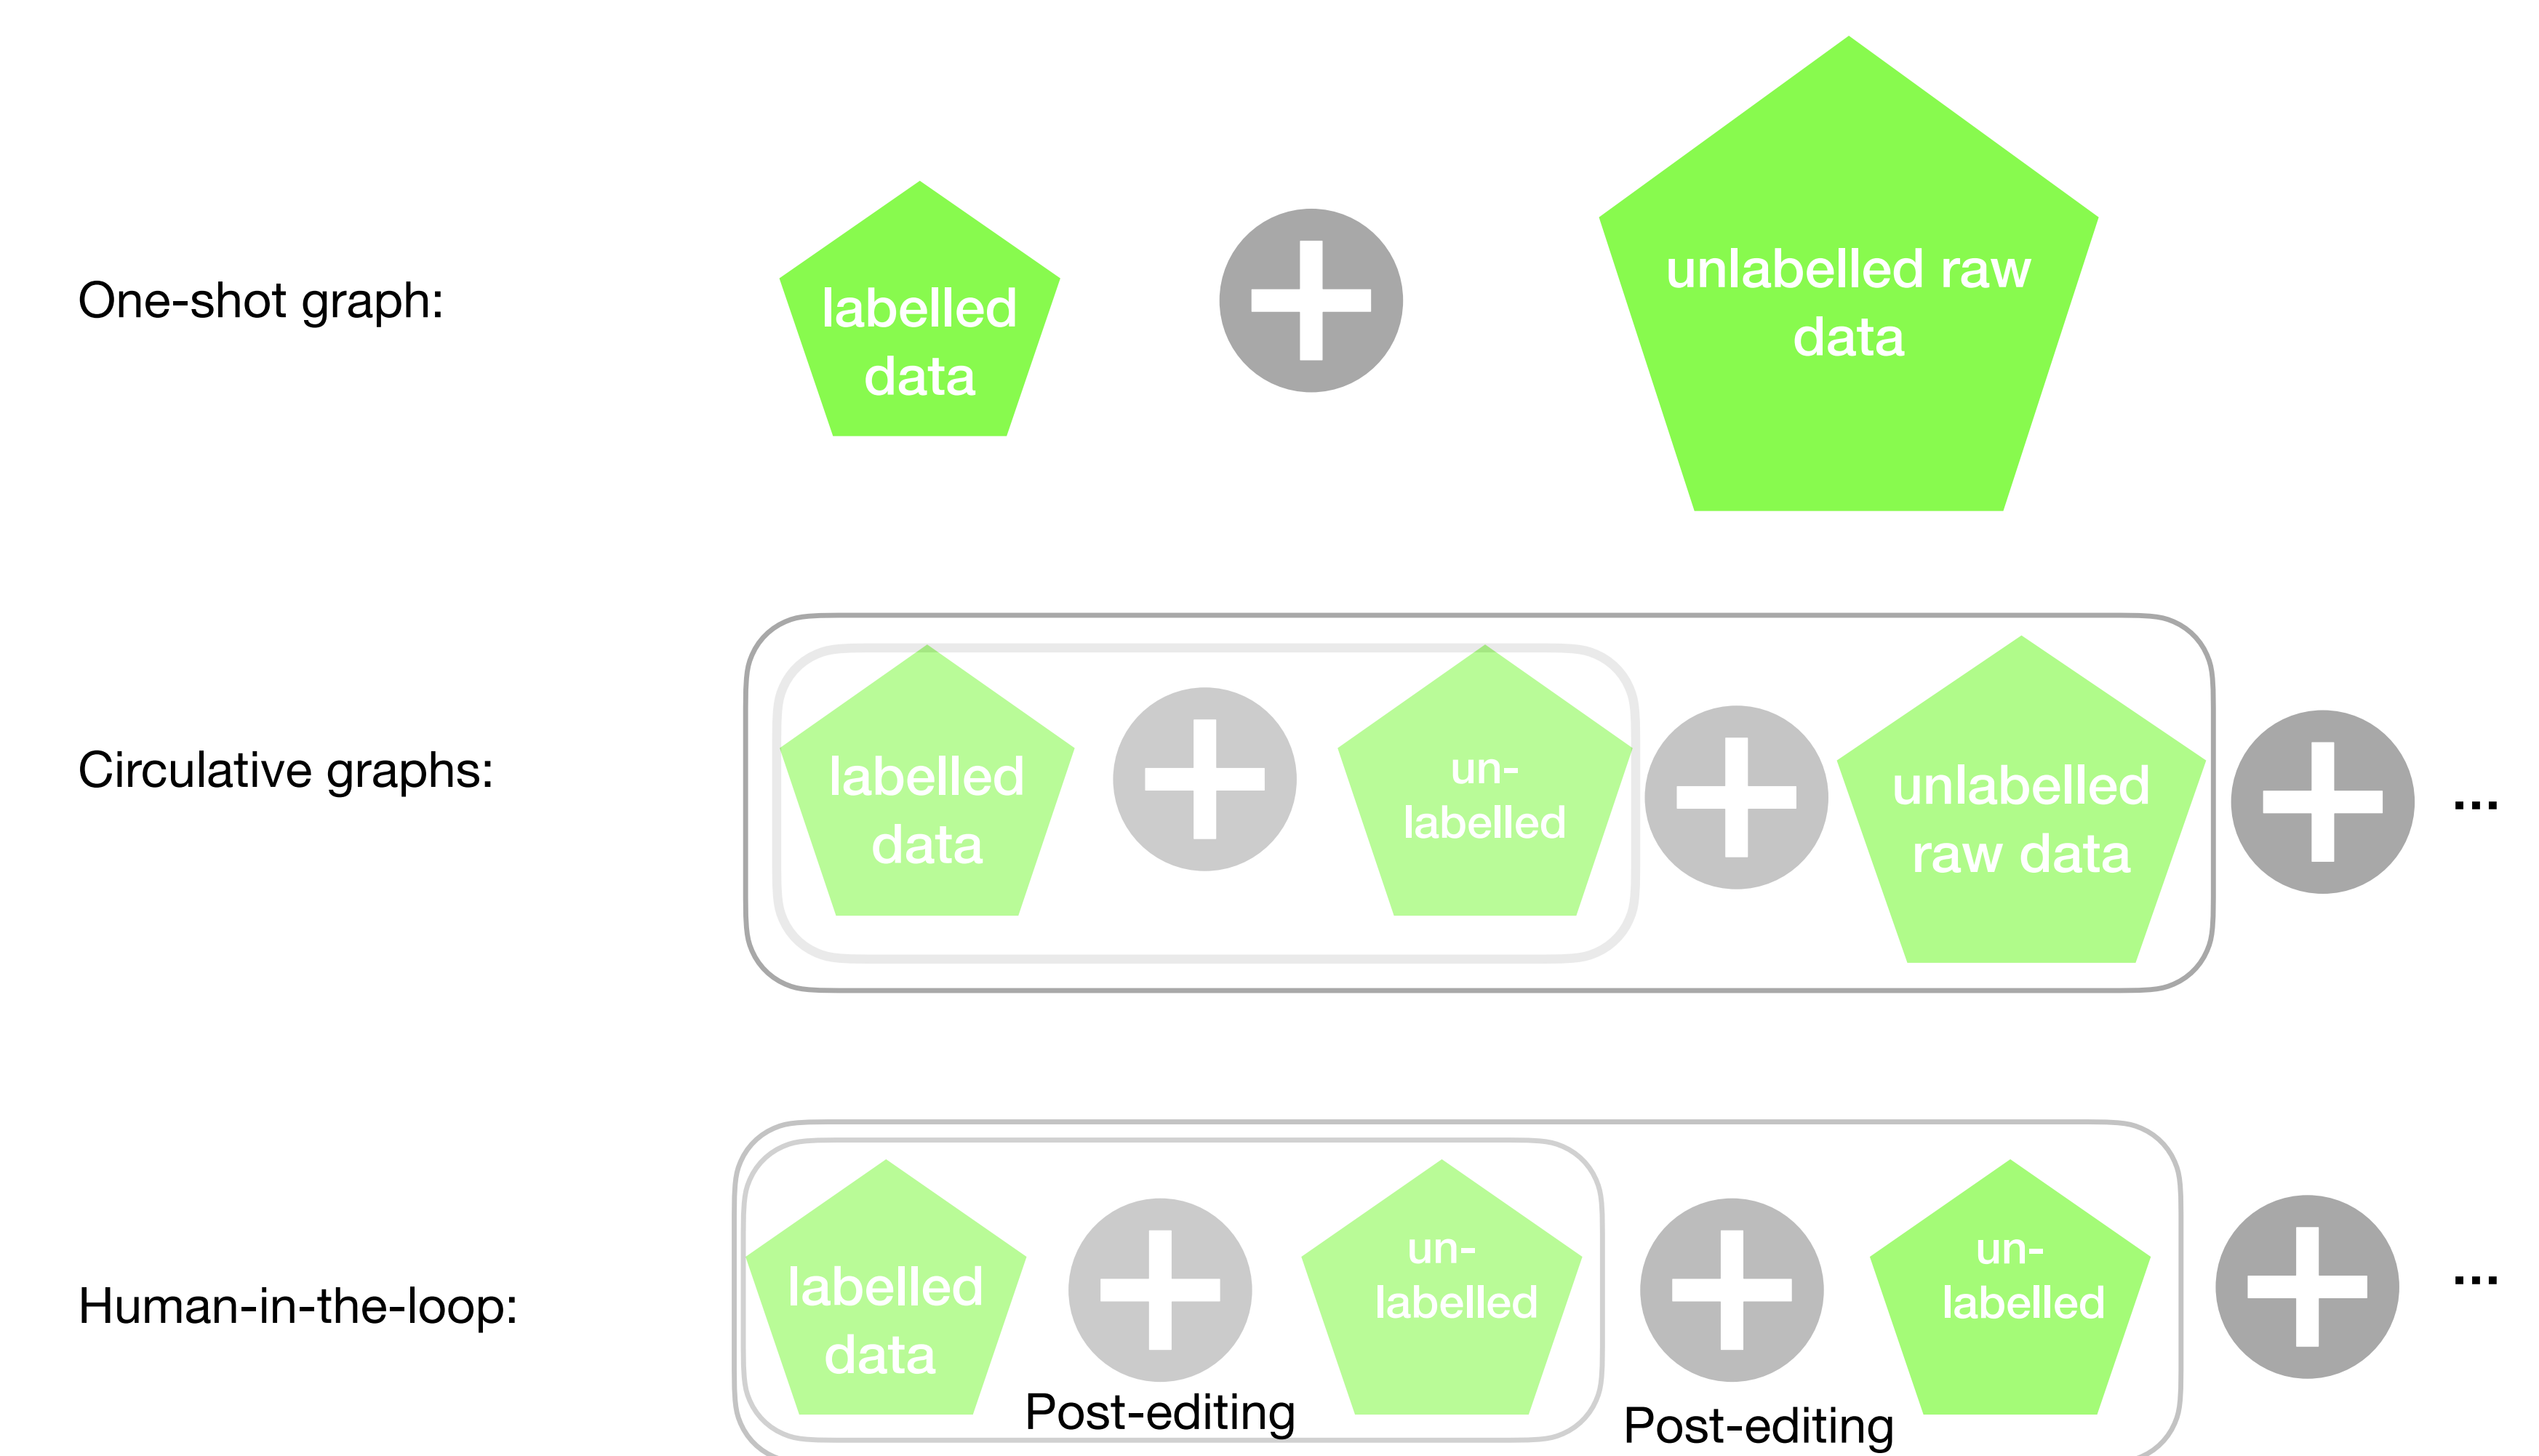 One-shot graph:
labelled
data
unlabelled raw
data
Circulative graphs:
labelled
data
un-
labelled
unlabelled
raw data
...
Human-in-the-loop:
labelled
data
un-
labelled
un-
labelled
...
Post-editing
Post-editing